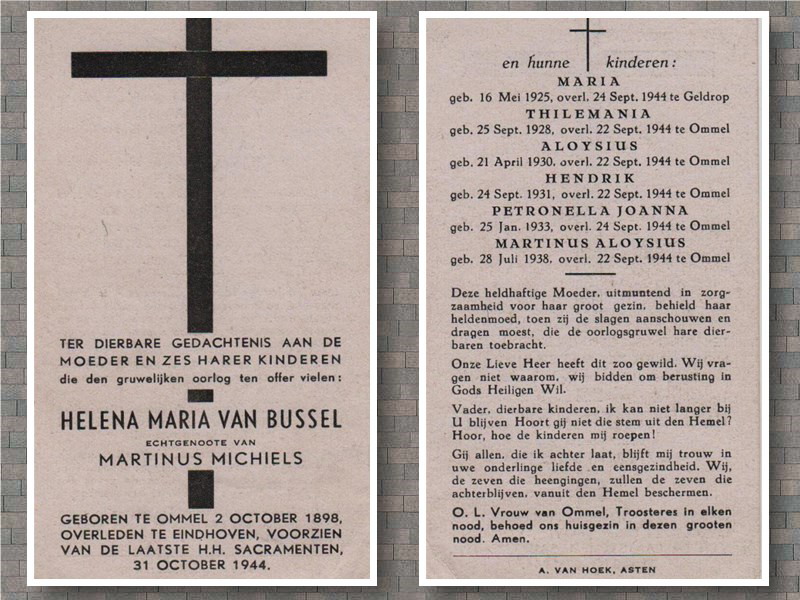 TER DIERBARE GEDACHTENIS AAN DE
MOEDER EN ZES HARER KINDEREN
die den gruwelijken oorlog ten offer vielen:
HELENA MARIA VAN BUSSEL
ECHTGENOOTE VAN
MARTINUS MICHIELS
GEBOREN TE OMMEL 2 OCTOBER 1898,
OVERLEDEN TE EINDHOVEN, VOORZIEN
VAN DE LAATSTE H.H. SACRAMENTEN,
31 OCTOBER 1944.
en hunne kinderen:
MARIA
geb. 16 Mei 1925, overl. 24 Sept. 1944 te Geldrop
THILEMANIA
geb. 25 Sept. 1928, overl. 22 Sept. 1944 te Ommel
ALOYSIUS
geb. 21 April 1930, overl. 22 Sept. 1944 te Ommel
HENDRIK
geb. 24 Sept. 1931, overl. 22 Sept. 1944 te Ommel
PETRONELLA JOANNA
geb. 25 Jan. 1933, overl. 24 Sept. 1944 te Ommel
MARTINUS ALOYSIUS
geb. 28 Juli 1938, overl. 22 Sept. 1944 te Ommel
Deze heldhaftige Moeder, uitmuntend in zorg-
zaamheid voor haar groot gezin, behield haar
heldenmoed, toen zij de slagen aanschouwen en
dragen moest, die de oorlogsgruwel hare dier-
baren toebracht.
Onze Lieve Heer heeft dit zoo gewild. Wij vra-
gen niet waarom, wij bidden om berusting in
Gods Heiligen Wil.
Vader, dierbare kinderen, ik kan niet langer bij
U blijven Hoort gij niet die stem uit den Hemel?
Hoor, hoe de kinderen mij roepen!
Gij allen, die ik achter laat, blijft mij trouw in
uwe onderlinge liefde en eensgezindheid. Wij,
de zeven die heengingen, zullen de zeven die
achterblijven, vanuit den Hemel beschermen.
O. L. Vrouw van Ommel, Troosteres in elken
nood, behoed ons huisgezin in dezen grooten
nood. Amen.
A. VAN HOEK, ASTEN